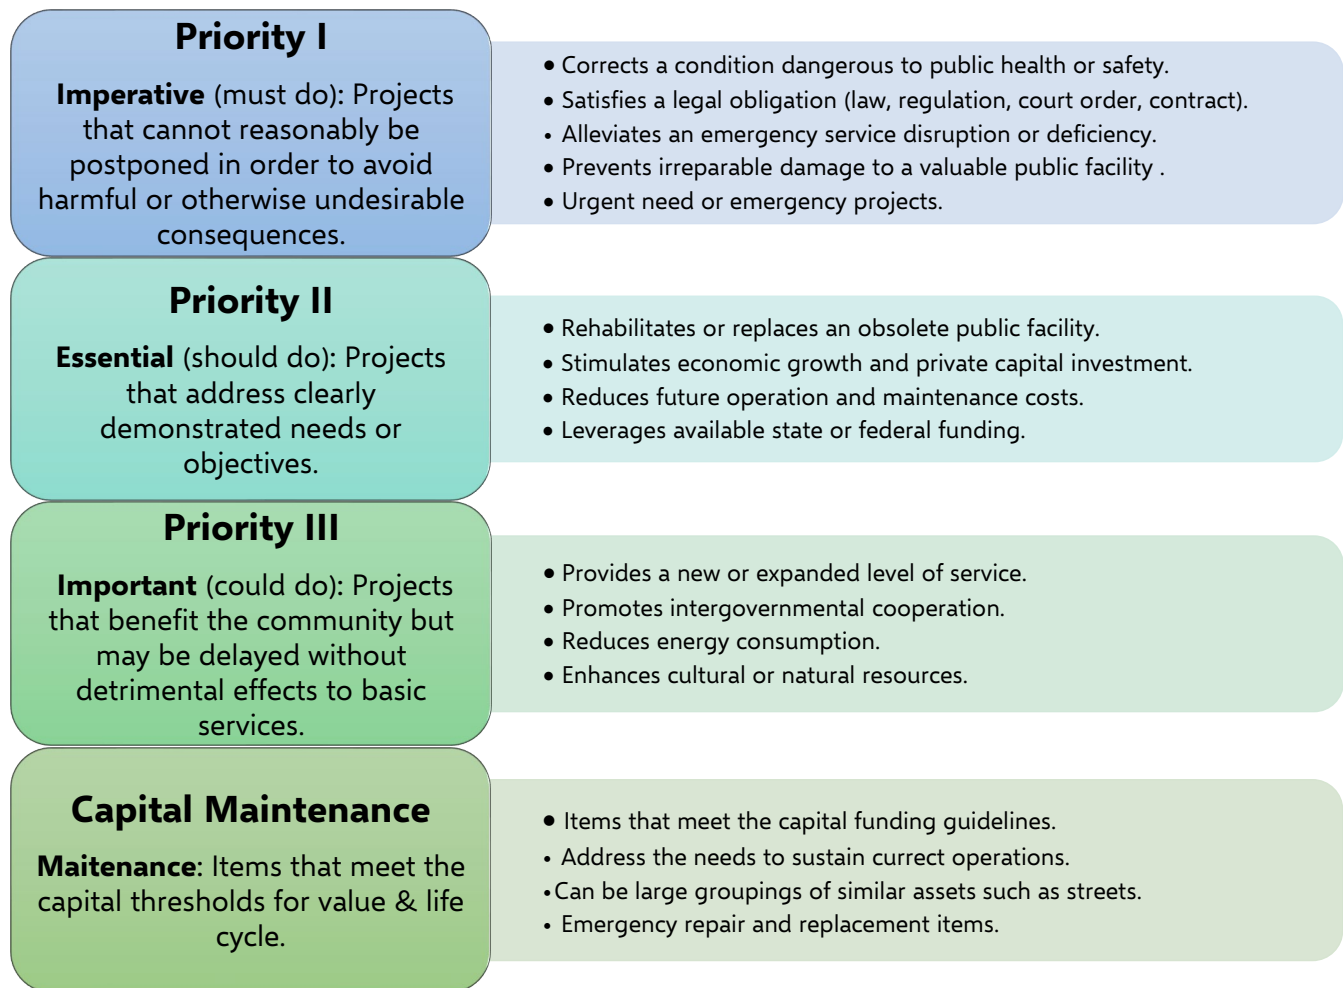 Priority I
Imperative (must do): Projects
that cannot reasonably be
postponed in order to avoid
harmful or otherwise undesirable
consequences.
• Corrects a condition dangerous to public health or safety.
• Satisfies a legal obligation (law, regulation, court order, contract).
• Alleviates an emergency service disruption or deficiency.
• Prevents irreparable damage to a valuable public facility .
• Urgent need or emergency projects.
Priority II
Essential (should do): Projects
that address clearly
demonstrated needs or
objectives.
• Rehabilitates or replaces an obsolete public facility.
• Stimulates economic growth and private capital investment.
• Reduces future operation and maintenance costs.
• Leverages available state or federal funding.
Priority III
Important (could do): Projects
that benefit the community but
may be delayed without
detrimental effects to basic
services.
• Provides a new or expanded level of service.
• Promotes intergovernmental cooperation.
• Reduces energy consumption.
• Enhances cultural or natural resources.
Capital Maintenance
Maitenance: Items that meet the
capital thresholds for value & life
cycle.
• Items that meet the capital funding guidelines.
• Address the needs to sustain currect operations.
•Can be large groupings of similar assets such as streets.
• Emergency repair and replacement items.